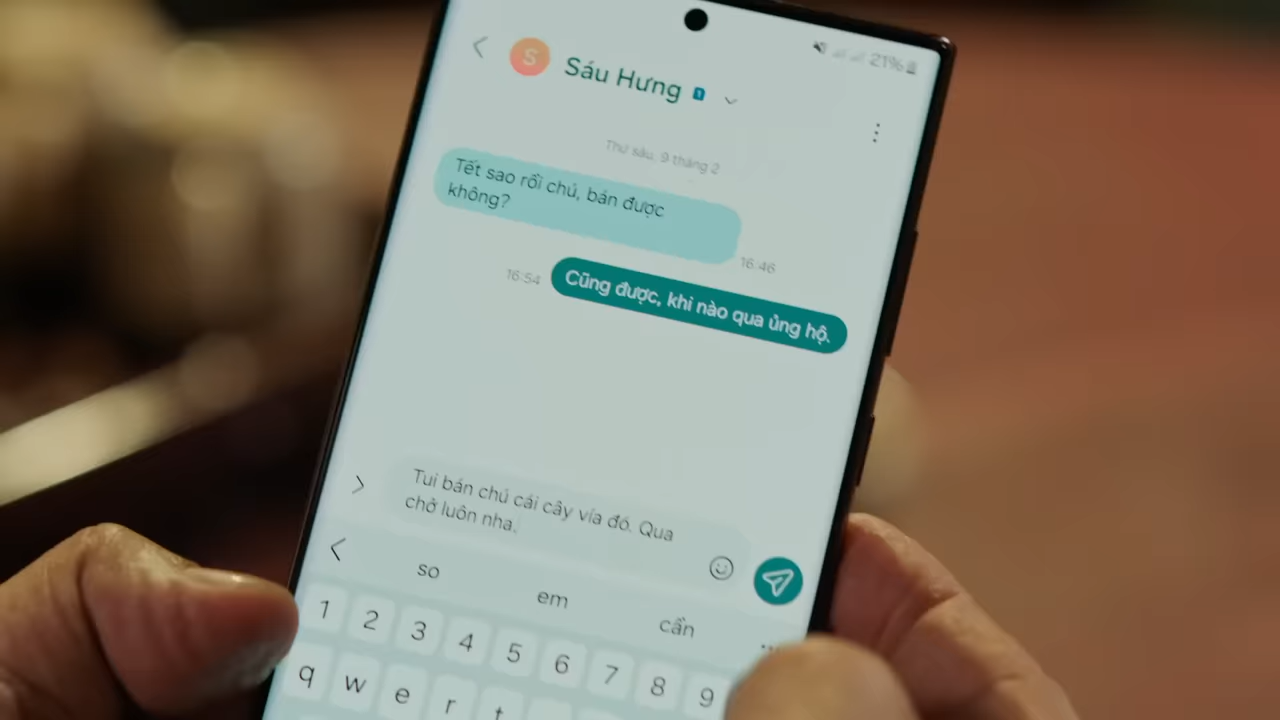 21%
S
Sáu Hưng 1
Thứ sáu, 9 tháng 2
Tết sao rồi chú, bán được
không?
16:46
16:54
Cũng được, khi nào qua ủng hộ.
Tui bán chú cái cây vía đó. Qua
chở luôn nha.
so em cần
1 2 3 4 5 6 7 8 9
q w e r t